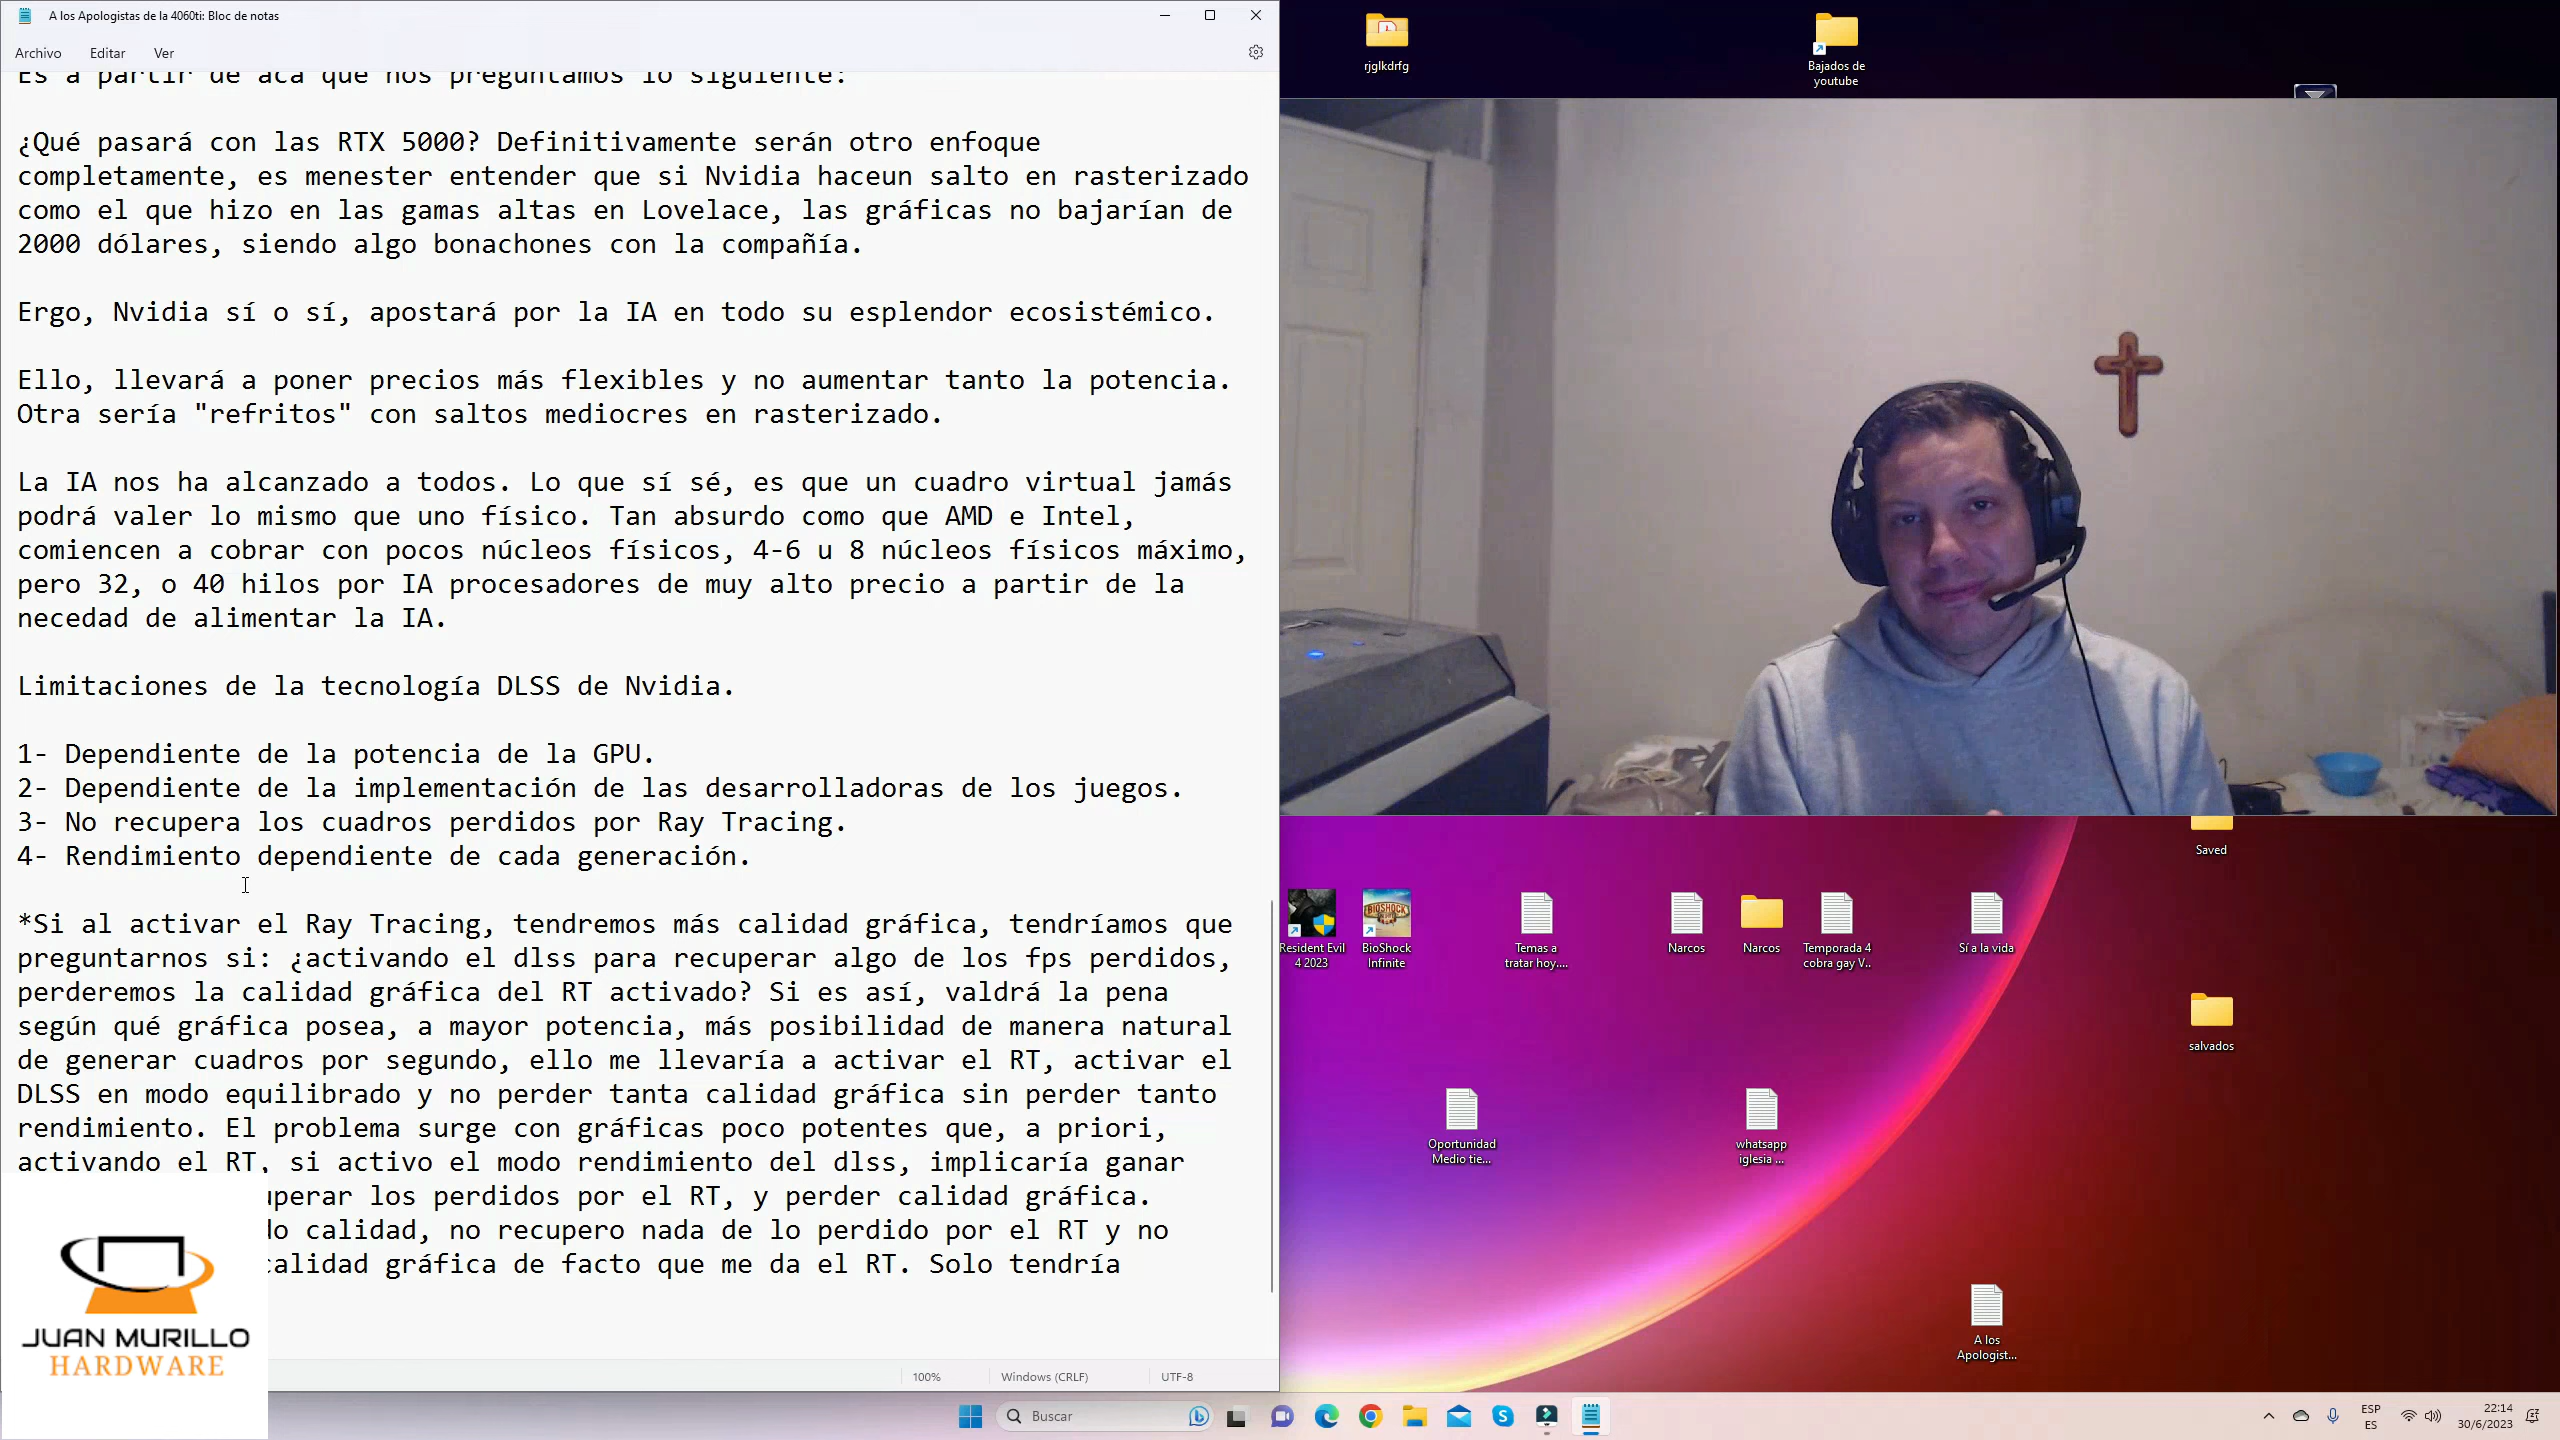 A los Apologistas de la 4060ti: Bloc de notas
Archivo
Editar
Ver
Es a partir de acá que nos preguntamos lo siguiente:
¿Qué pasará con las RTX 5000? Definitivamente serán otro enfoque
completamente, es menester entender que si Nvidia haceun salto en rasterizado
como el que hizo en las gamas altas en Lovelace, las gráficas no bajarían de
2000 dólares, siendo algo bonachones con la compañía.
Ergo, Nvidia sí o sí, apostará por la IA en todo su esplendor ecosistémico.
Ello, llevará a poner precios más flexibles y no aumentar tanto la potencia.
Otra sería "refritos" con saltos mediocres en rasterizado.
La IA nos ha alcanzado a todos. Lo que sí sé, es que un cuadro virtual jamás
podrá valer lo mismo que uno físico. Tan absurdo como que AMD e Intel,
comiencen a cobrar con pocos núcleos físicos, 4-6 u 8 núcleos físicos máximo,
pero 32, o 40 hilos por IA procesadores de muy alto precio a partir de la
necedad de alimentar la IA.
Limitaciones de la tecnología DLSS de Nvidia.
1- Dependiente de la potencia de la GPU.
2- Dependiente de la implementación de las desarrolladoras de los juegos.
3- No recupera los cuadros perdidos por Ray Tracing.
4- Rendimiento dependiente de cada generación.
*Si al activar el Ray Tracing, tendremos más calidad gráfica, tendríamos que
preguntarnos si: ¿activando el dlss para recuperar algo de los fps perdidos,
perderemos la calidad gráfica del RT activado? Si es así, valdrá la pena
según qué gráfica posea, a mayor potencia, más posibilidad de manera natural
de generar cuadros por segundo, ello me llevaría a activar el RT, activar el
DLSS en modo equilibrado y no perder tanta calidad gráfica sin perder tanto
rendimiento. El problema surge con gráficas poco potentes que, a priori,
activando el RT, si activo el modo rendimiento del dlss, implicaría ganar
los perdidos por el RT, y perder calidad gráfica.
calidad, no recupero nada de lo perdido por el RT y no
calidad gráfica de facto que me da el RT. Solo tendría
JUAN MURILLO
HARDWARE
100%
Windows (CRLF)
UTF-8
rjglkdrfg
Bajados de
youtube
Saved
Resident Evil
4 2023
BioShock
Infinite
Temas a
tratar hoy....
Narcos
Narcos
Temporada 4
cobra gay V..
Sí a la vida
salvados
Oportunidad
Medio tie...
whatsapp
iglesia ...
A los
Apologist...
Buscar
ESP
ES
22:14
30/6/2023